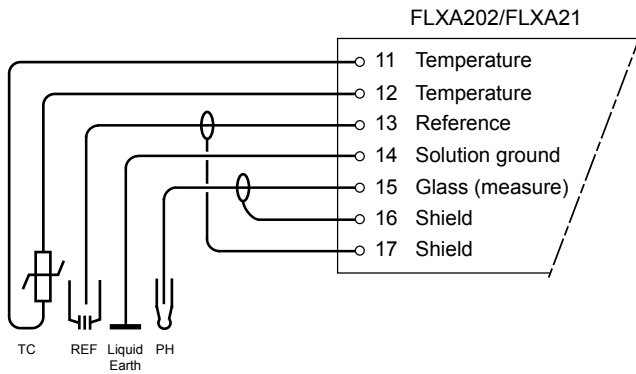 FLXA202/FLXA21
11 Temperature
12 Temperature
13 Reference
14 Solution ground
15 Glass (measure)
16 Shield
17 Shield
TC REF Liquid Earth PH